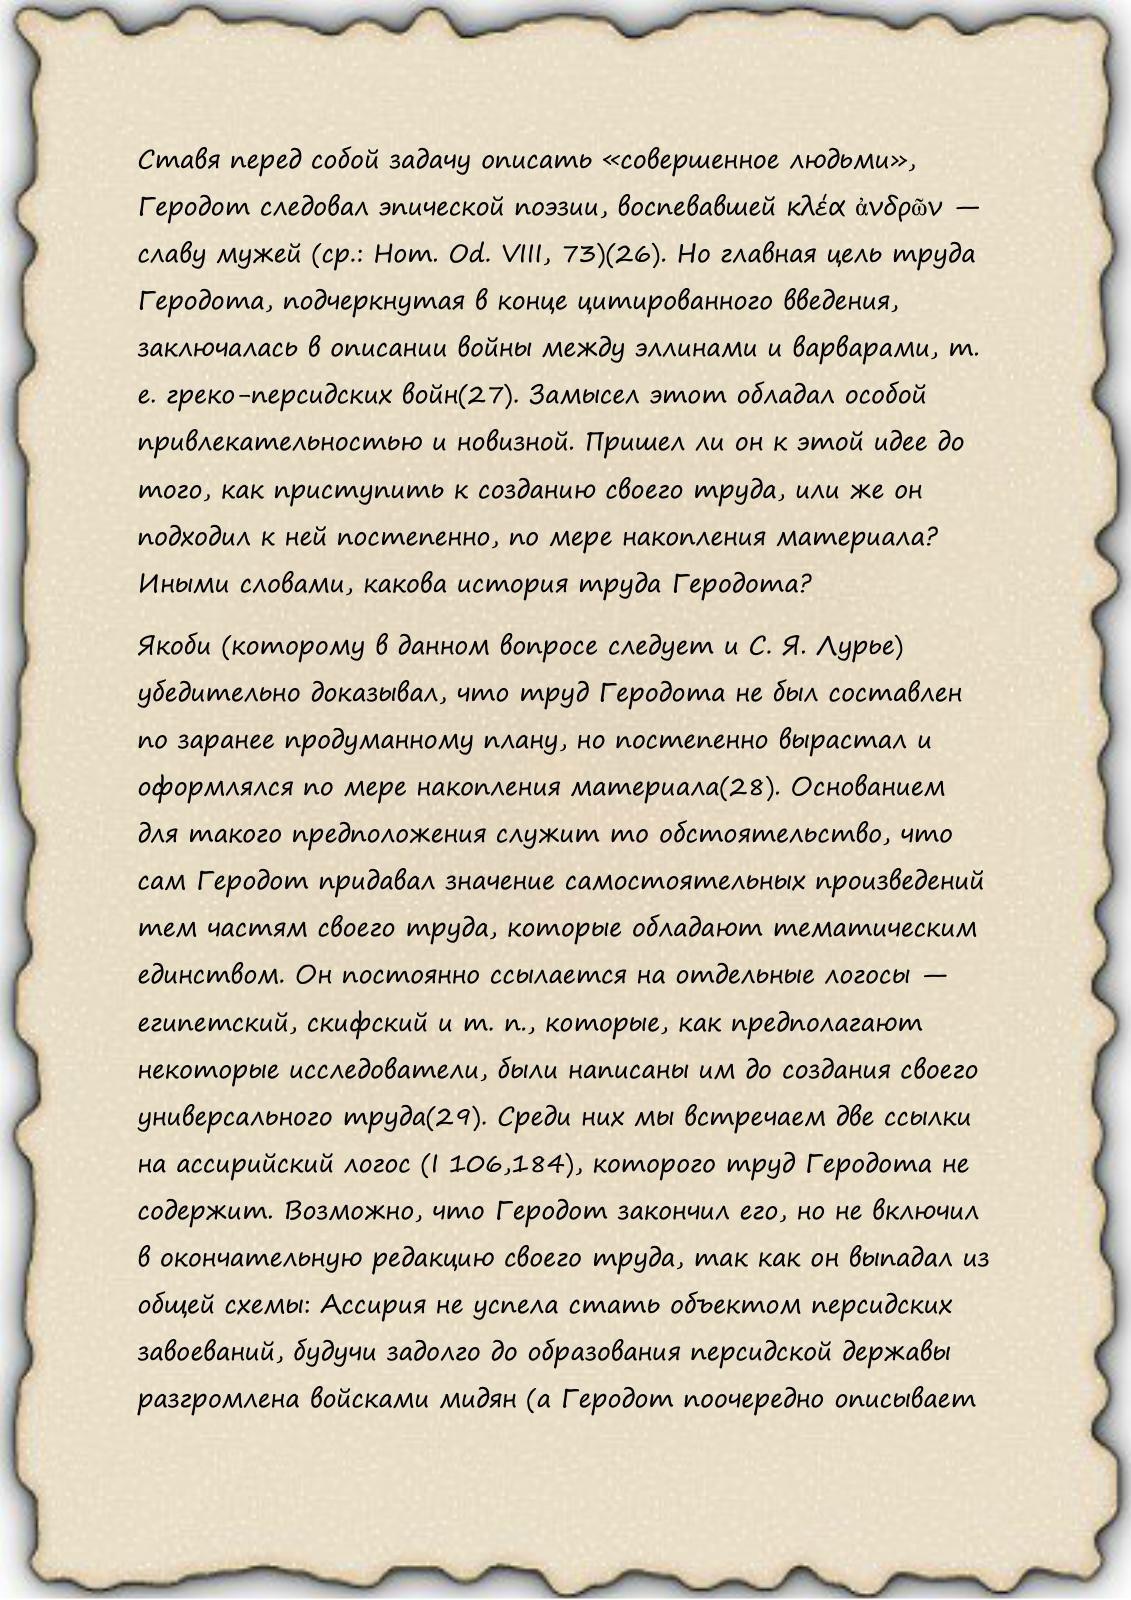 Ставя перед собой задачу описать «совершенное людьми»,
Геродот следовал эпической поэзии, воспевавшей κλέα ἀνδρῶν —
славу мужей (ср.: Hom. Od. VIII, 73)(26). Но главная цель труда
Геродота, подчеркнутая в конце цитированного введения,
заключалась в описании войны между эллинами и варварами, т.
е. греко-персидских войн(27). Замысел этот обладал особой
привлекательностью и новизной. Пришел ли он к этой идее до
того, как приступить к созданию своего труда, или же он
подходил к ней постепенно, по мере накопления материала?
Иными словами, какова история труда Геродота?
Якоби (которому в данном вопросе следует и С. Я. Лурье)
убедительно доказывал, что труд Геродота не был составлен
по заранее продуманному плану, но постепенно вырастал и
оформлялся по мере накопления материала(28). Основанием
для такого предположения служит то обстоятельство, что
сам Геродот придавал значение самостоятельных произведений
тем частям своего труда, которые обладают тематическим
единством. Он постоянно ссылается на отдельные логосы —
египетский, скифский и т. п., которые, как предполагают
некоторые исследователи, были написаны им до создания своего
универсального труда(29). Среди них мы встречаем две ссылки
на ассирийский логос (I 106,184), которого труд Геродота не
содержит. Возможно, что Геродот закончил его, но не включил
в окончательную редакцию своего труда, так как он выпадал из
общей схемы: Ассирия не успела стать объектом персидских
завоеваний, будучи задолго до образования персидской державы
разгромлена войсками мидян (а Геродот поочередно описывает